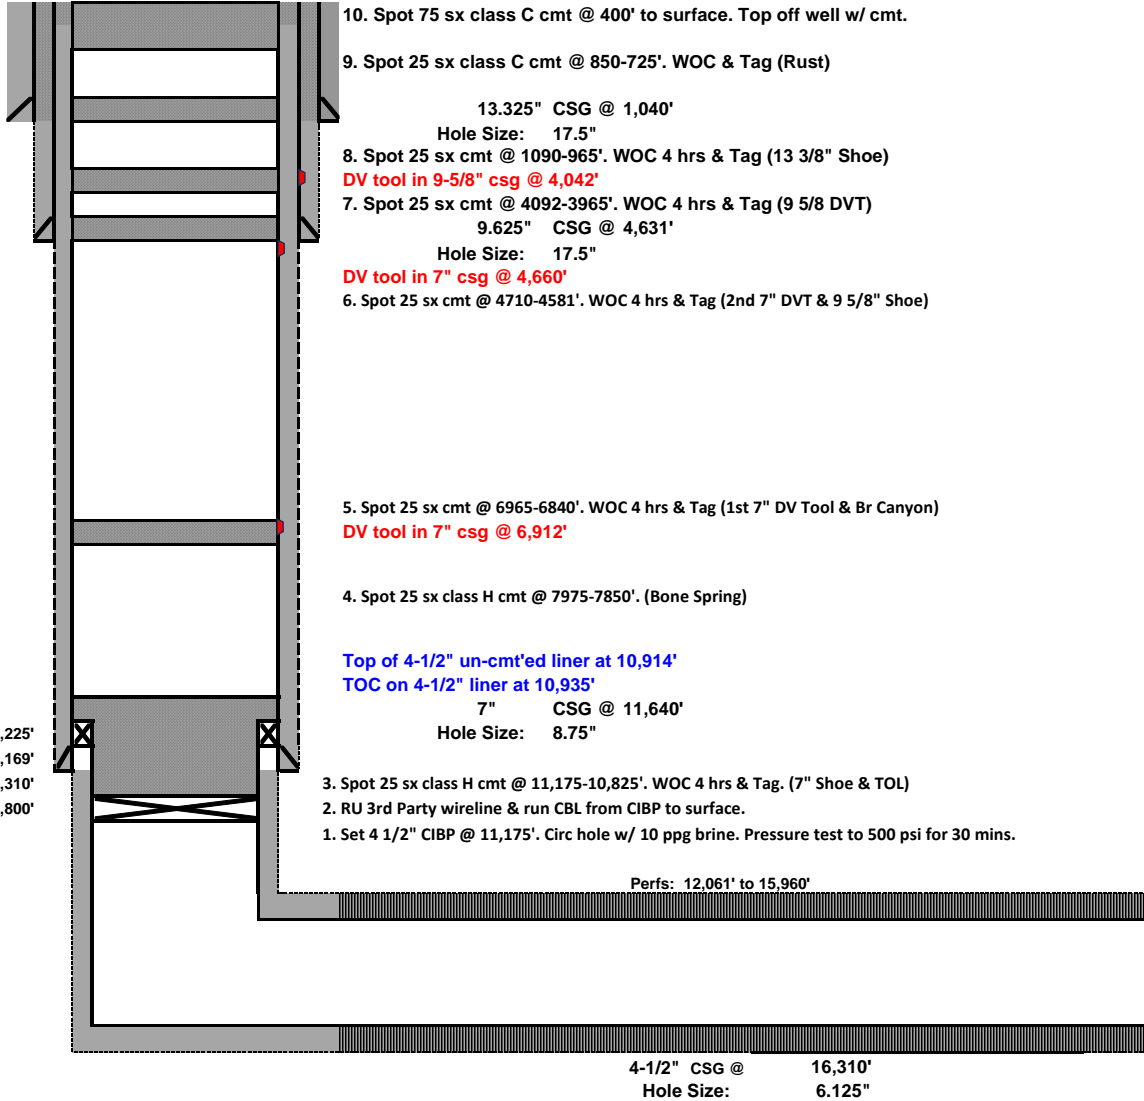 10. Spot 75 sx class C cmt @ 400' to surface. Top off well w/ cmt.
9. Spot 25 sx class C cmt @ 850-725'. WOC & Tag (Rust)
13.325" CSG @ 1,040'
Hole Size: 17.5"
8. Spot 25 sx cmt @ 1090-965'. WOC 4 hrs & Tag (13 3/8" Shoe)
DV tool in 9-5/8" csg @ 4,042'
7. Spot 25 sx cmt @ 4092-3965'. WOC 4 hrs & Tag (9 5/8 DVT)
9.625" CSG @ 4,631'
Hole Size: 17.5"
DV tool in 7" csg @ 4,660'
6. Spot 25 sx cmt @ 4710-4581'. WOC 4 hrs & Tag (2nd 7" DVT & 9 5/8" Shoe)
5. Spot 25 sx cmt @ 6965-6840'. WOC 4 hrs & Tag (1st 7" DV Tool & Br Canyon)
DV tool in 7" csg @ 6,912'
4. Spot 25 sx class H cmt @ 7975-7850'. (Bone Spring)
Top of 4-1/2" un-cmt'ed liner at 10,914'
TOC on 4-1/2" liner at 10,935'
7" CSG @ 11,640'
,225' Hole Size: 8.75"
,169'
,310' 3. Spot 25 sx class H cmt @ 11,175-10,825'. WOC 4 hrs & Tag. (7" Shoe & TOL)
,800' 2. RU 3rd Party wireline & run CBL from CIBP to surface.
1. Set 4 1/2" CIBP @ 11,175'. Circ hole w/ 10 ppg brine. Pressure test to 500 psi for 30 mins.
Perfs: 12,061' to 15,960'
4-1/2" CSG @ 16,310'
Hole Size: 6.125"